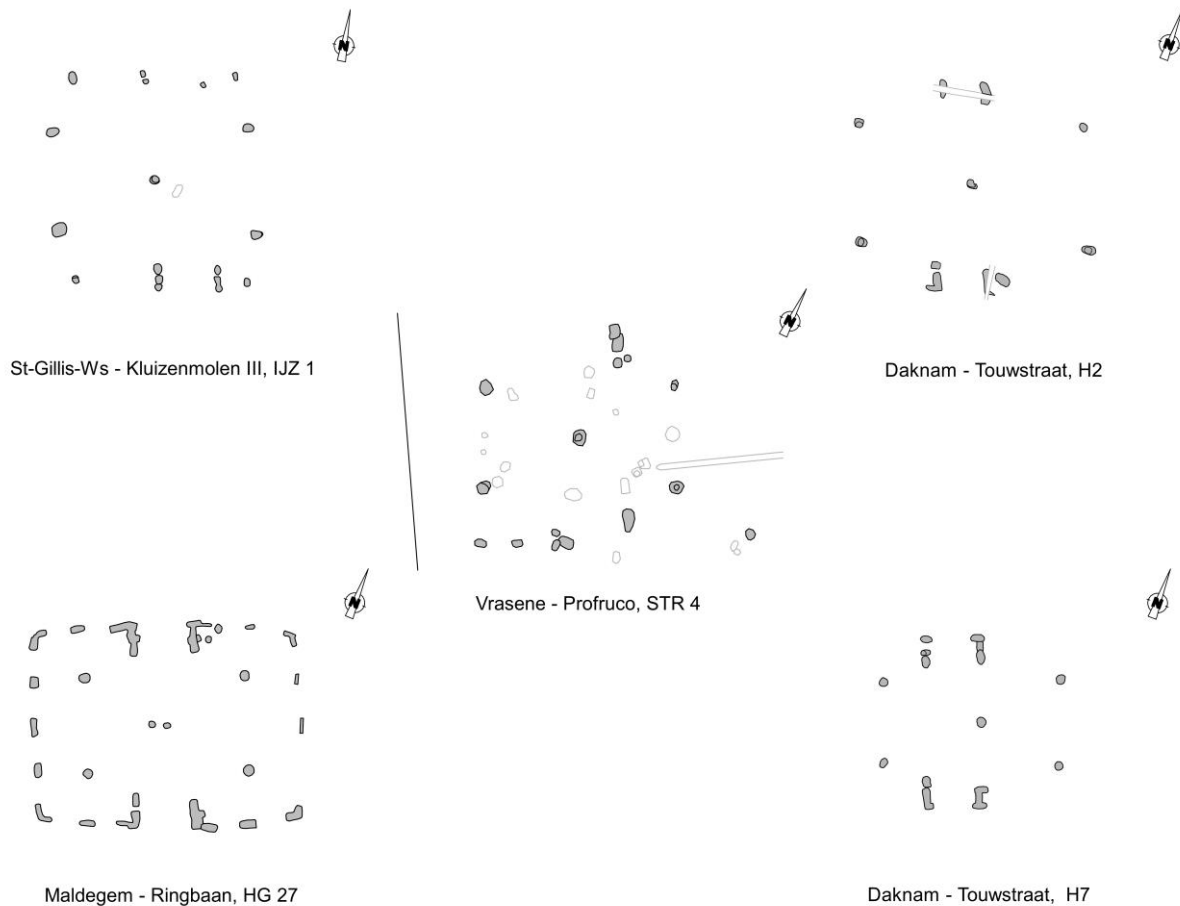 N
N
St-Gillis-Ws - Kluizenmolen III, IJZ 1
N
Daknam - Touwstraat, H2
Vrasene - Profruco, STR 4
N
N
Maldegem - Ringbaan, HG 27
Daknam - Touwstraat, H7